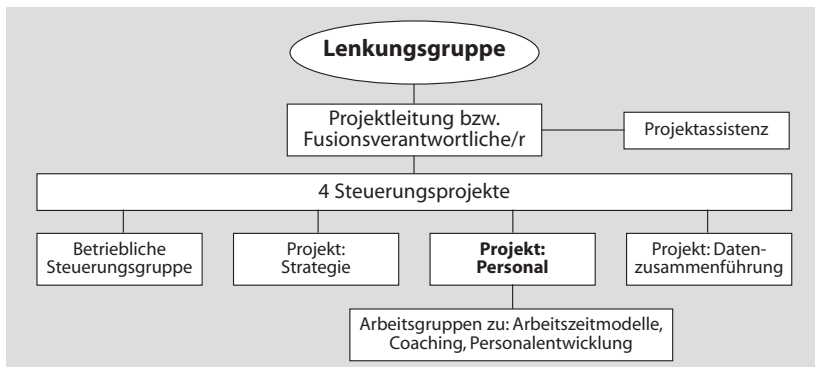 Lenkungsgruppe
Projektleitung bzw.
Fusionsverantwortliche/r
Projektassistenz
4 Steuerungsprojekte
Betriebliche
Steuerungsgruppe
Projekt:
Strategie
Projekt:
Personal
Projekt: Daten-
zusammenführung
Arbeitsgruppen zu: Arbeitszeitmodelle,
Coaching, Personalentwicklung